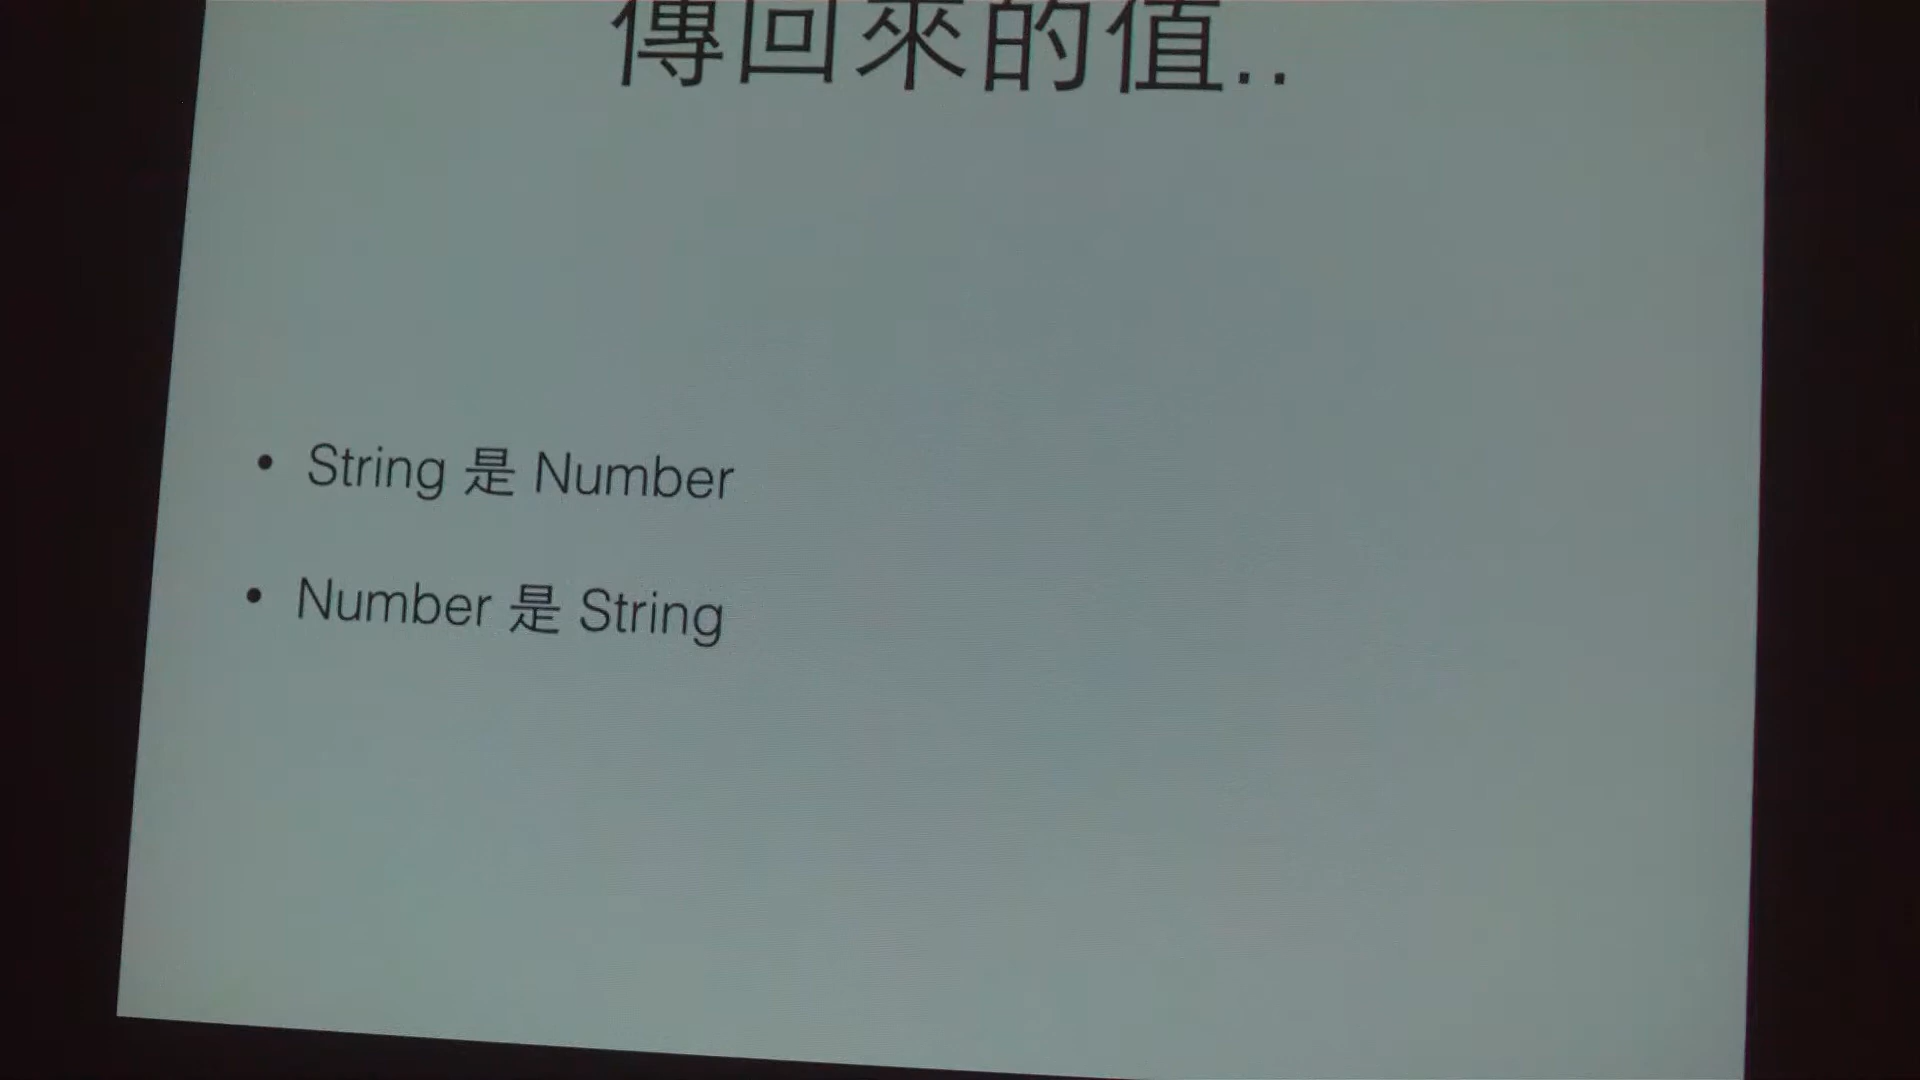 傳回來的值..
• String 是 Number
• Number 是 String